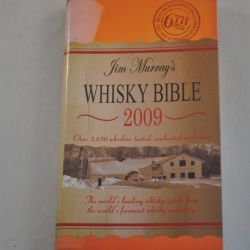 6TH
Jim Murray's
WHISKY BIBLE
2009
Over 3,850 whiskies tasted, evaluated and rated
The world's leading whisky guide from
the world's foremost whisky authority